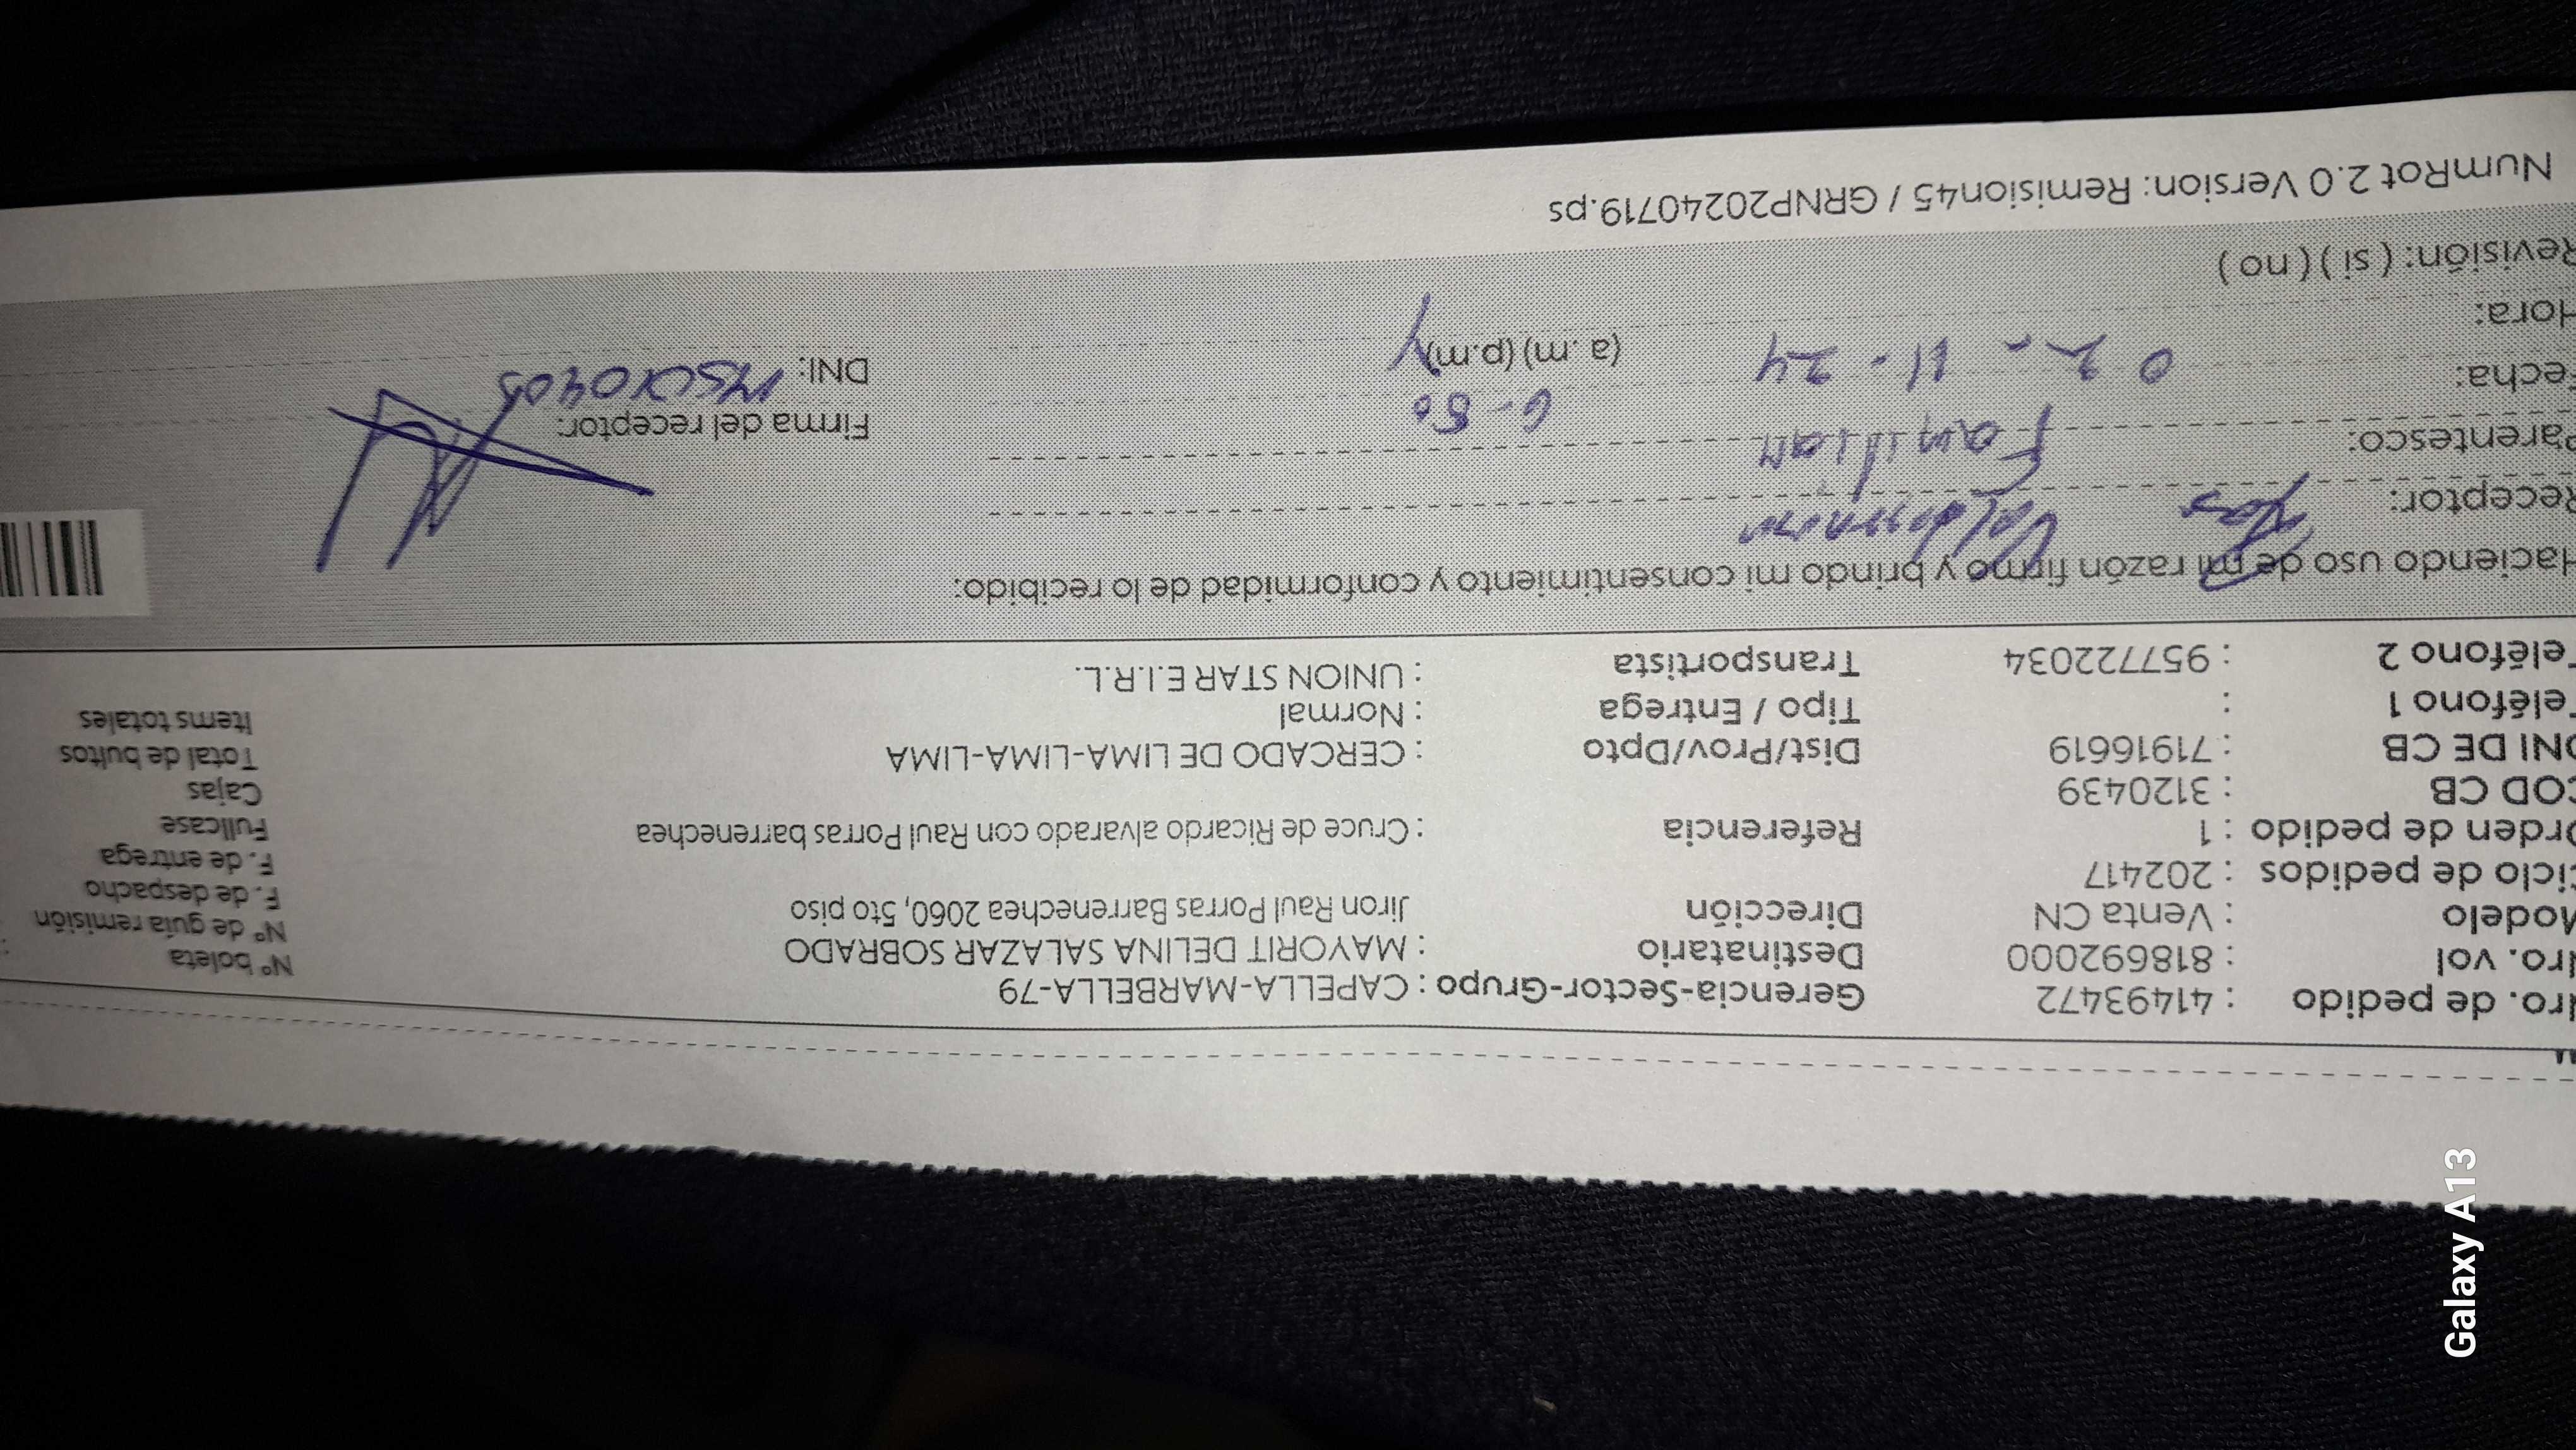 Nro. de pedido : 41493472 Gerencia-Sector-Grupo : CAPELLA-MARBELLA-79 Nº boleta
Nro. vol : 818692000 Destinatario : MAYORIT DELINA SALAZAR SOBRADO Nº de guía remisión :
Modelo : Venta CN Dirección Jiron Raul Porras Barrenechea 2060, 5to piso F. de despacho
Ciclo de pedidos : 202417 F. de entrega
Orden de pedido : 1 Referencia : Cruce de Ricardo alvarado con Raul Porras barrenechea Fullcase
COD CB : 3120439 Cajas
DNI DE CB : 71916619 Dist/Prov/Dpto : CERCADO DE LIMA-LIMA-LIMA Total de bultos
Teléfono 1 : Tipo / Entrega : Normal Items totales
Teléfono 2 : 957722034 Transportista : UNION STAR E.I.R.L.
Haciendo uso de mi razón firmo y brindo mi consentimiento y conformidad de lo recibido:
Receptor:
Parentesco: Familiar Firma del receptor:
Fecha: 02 - 11 - 24 6-50 DNI:
Hora: (a.m) (p.m)
Revisión: ( si ) ( no )
NumRot 2.0 Version: Remision45 / GRNP20240719.ps
Galaxy A13